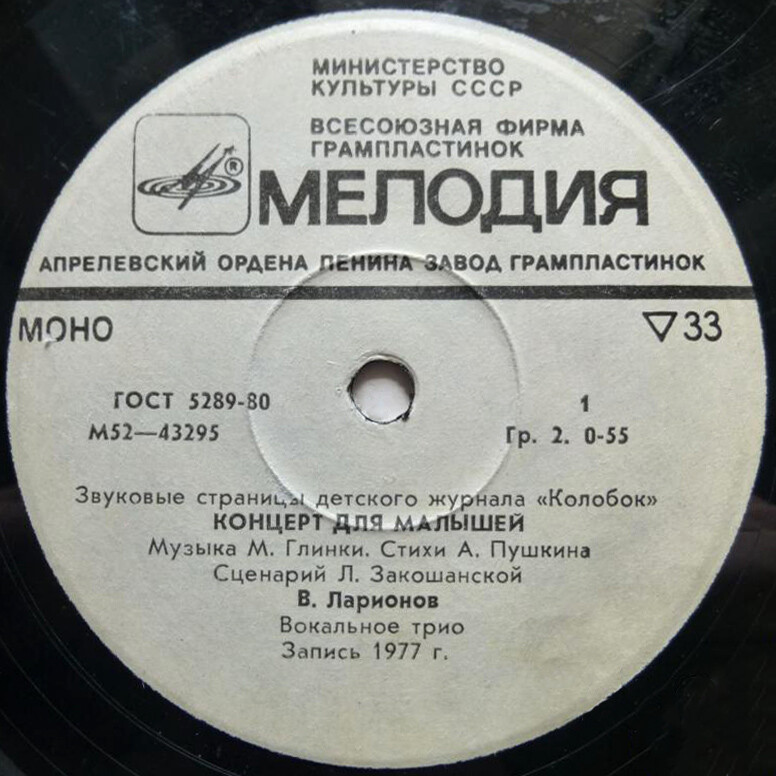 МИНИСТЕРСТВО
КУЛЬТУРЫ СССР
ВСЕСОЮЗНАЯ ФИРМА
ГРАМПЛАСТИНОК
®
МЕЛОДИЯ
АПРЕЛЕВСКИЙ ОРДЕНА ЛЕНИНА ЗАВОД ГРАМПЛАСТИНОК
МОНО ▽33
ГОСТ 5289-80 1
М52—43295 Гр. 2. 0-55
Звуковые страницы детского журнала «Колобок»
КОНЦЕРТ ДЛЯ МАЛЫШЕЙ
Музыка М. Глинки. Стихи А. Пушкина
Сценарий Л. Закошанской
В. Ларионов
Вокальное трио
Запись 1977 г.